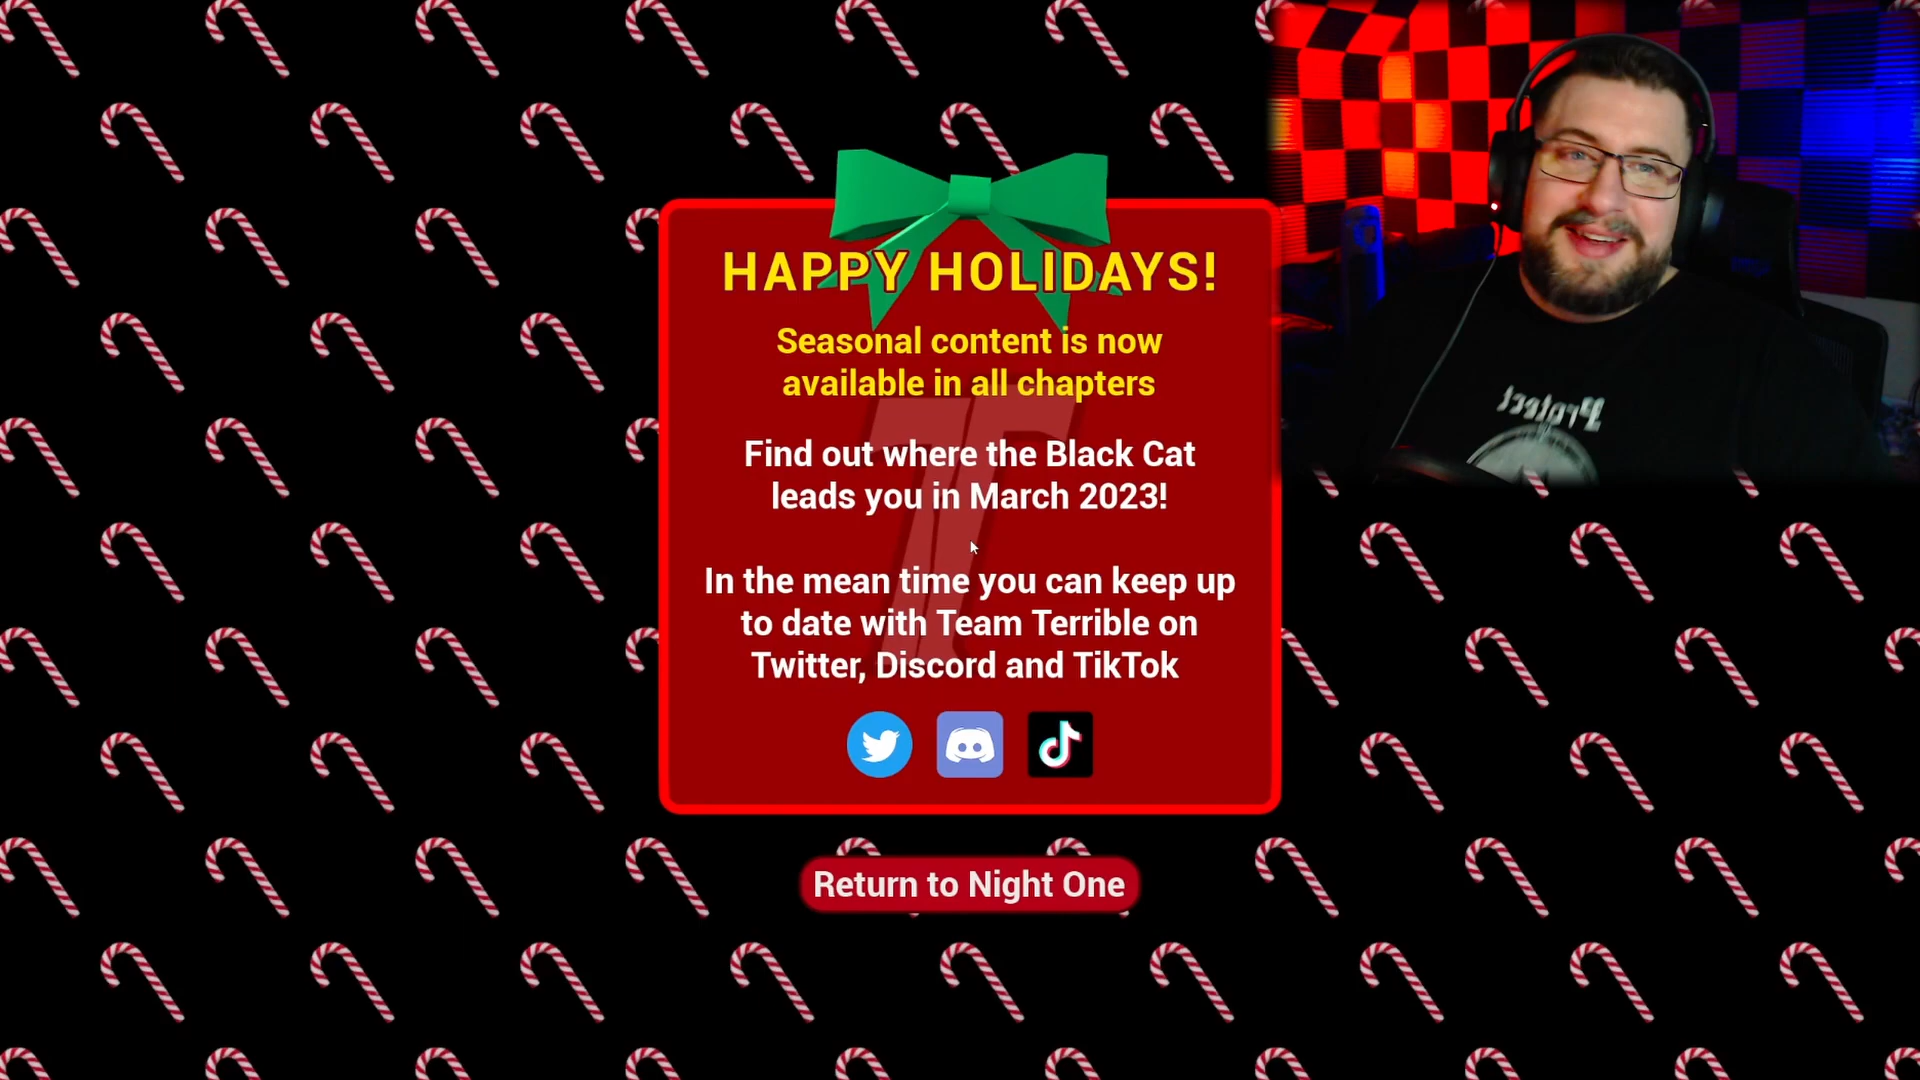 HAPPY HOLIDAYS!
Seasonal content is now
available in all chapters
Find out where the Black Cat
leads you in March 2023!
In the mean time you can keep up
to date with Team Terrible on
Twitter, Discord and TikTok
Return to Night One
Project